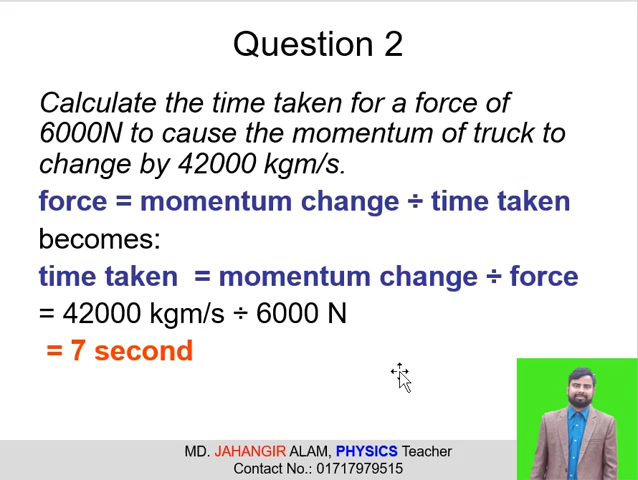 Question 2
Calculate the time taken for a force of
6000N to cause the momentum of truck to
change by 42000 kgm/s.
force = momentum change ÷ time taken
becomes:
time taken  = momentum change ÷ force
= 42000 kgm/s ÷ 6000 N
= 7 second
MD. JAHANGIR ALAM, PHYSICS Teacher
Contact No.: 01717979515